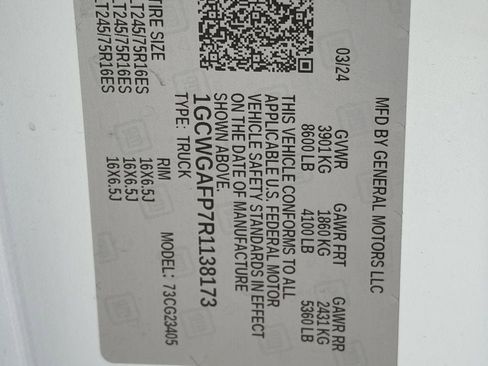 MFD BY GENERAL MOTORS LLC
03/24
GVWR GAWR FRT GAWR RR
3901 KG 1860 KG 2431 KG
8600 LB 4100 LB 5360 LB
THIS VEHICLE CONFORMS TO ALL
APPLICABLE U.S. FEDERAL MOTOR
VEHICLE SAFETY STANDARDS IN EFFECT
ON THE DATE OF MANUFACTURE
SHOWN ABOVE.
1GCWGAFP7R1138173
TYPE: TRUCK
MODEL: 73CG23405
TIRE SIZE RIM
LT245/75R16ES 16X6.5J
LT245/75R16ES 16X6.5J
LT245/75R16ES 16X6.5J